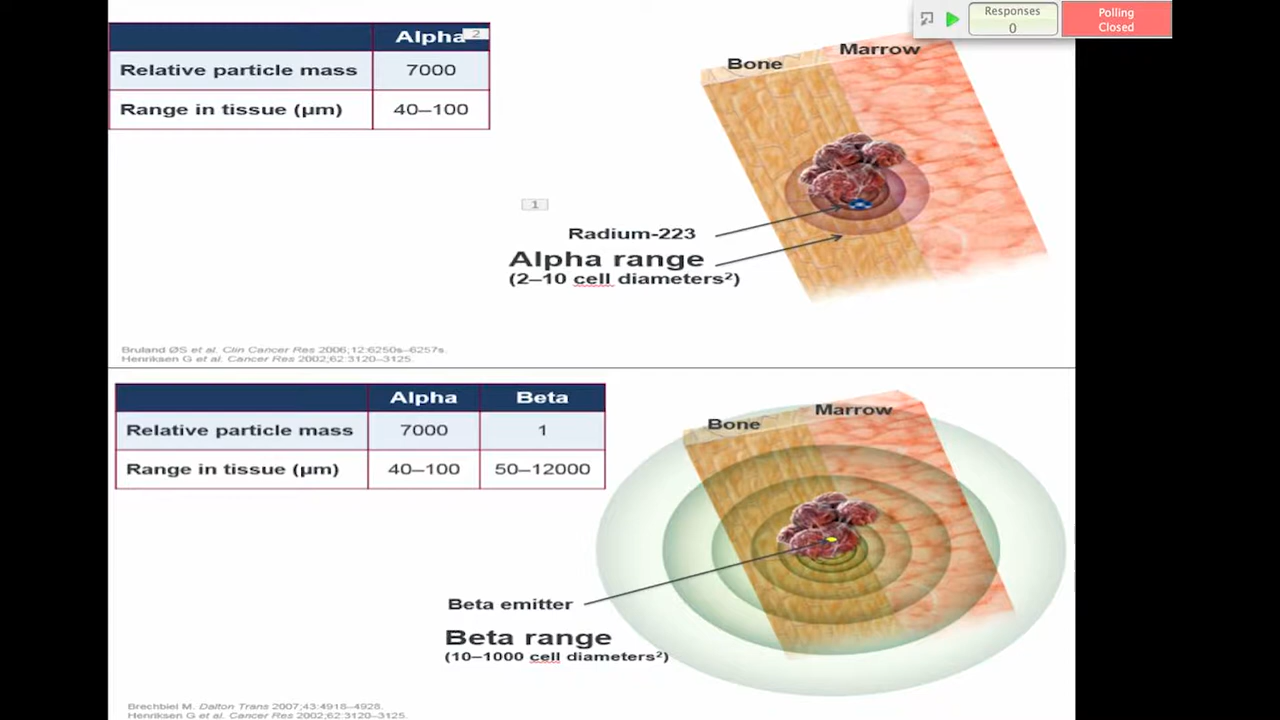 Responses
0
Polling
Closed
Alpha 2
Relative particle mass 7000
Range in tissue (µm) 40–100
Bone
Marrow
1
Radium-223
Alpha range
(2–10 cell diameters²)
Bruland ØS et al. Clin Cancer Res 2006;12:6250s–6257s.
Henriksen G et al. Cancer Res 2002;62:3120–3125.
Alpha Beta
Relative particle mass 7000 1
Range in tissue (µm) 40–100 50–12000
Bone
Marrow
Beta emitter
Beta range
(10–1000 cell diameters²)
Brechbiel M. Dalton Trans 2007;43:4918–4928.
Henriksen G et al. Cancer Res 2002;62:3120–3125.